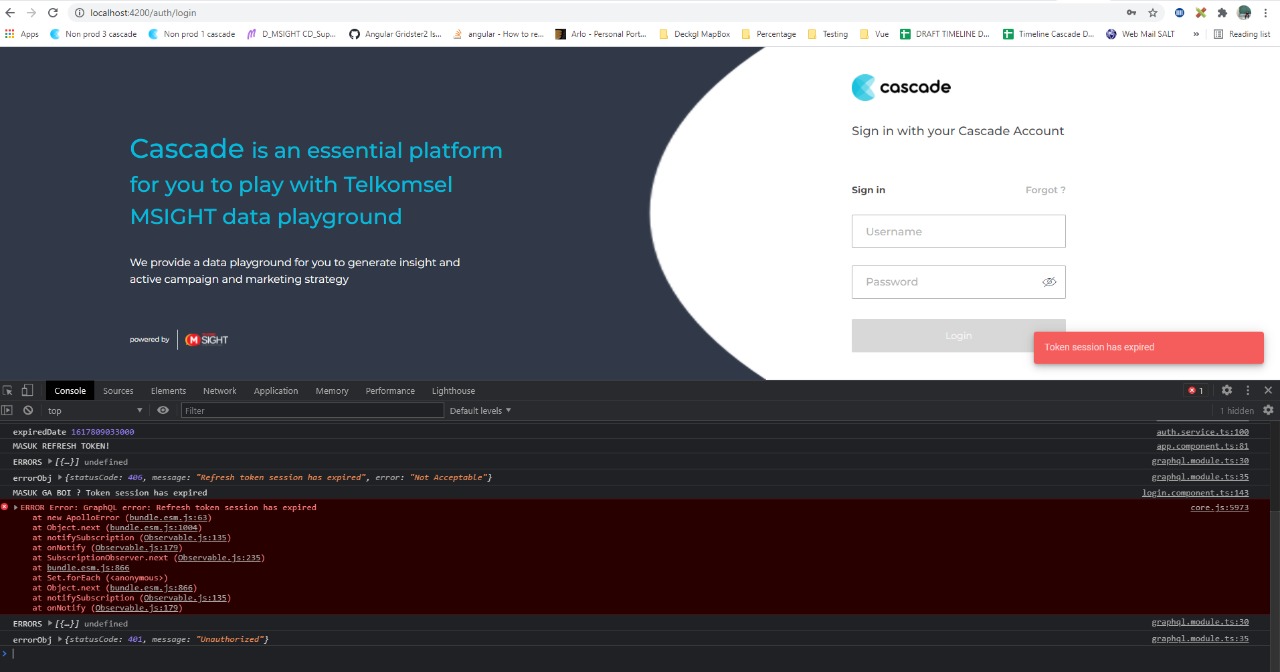 localhost:4200/auth/login
Apps
Non prod 3 cascade
Non prod 1 cascade
D_MSIGHT CD_Sup...
Angular Gridster2 Is...
angular - How to re...
Arlo - Personal Port...
Deckgl MapBox
Percentage
Testing
Vue
DRAFT TIMELINE D...
Timeline Cascade D...
Web Mail SALT
»
Reading list
cascade
Sign in with your Cascade Account
Cascade is an essential platform
for you to play with Telkomsel
MSIGHT data playground
We provide a data playground for you to generate insight and
active campaign and marketing strategy
powered by
M SIGHT
Sign in
Forgot ?
Username
Password
Login
Token session has expired
Console
Sources
Elements
Network
Application
Memory
Performance
Lighthouse
1
top
Filter
Default levels
1 hidden
expiredDate 1617809033000 auth.service.ts:100
MASUK REFRESH TOKEN! app.component.ts:81
ERRORS [{…}] undefined graphql.module.ts:30
errorObj {statusCode: 406, message: "Refresh token session has expired", error: "Not Acceptable"} graphql.module.ts:35
MASUK GA BOI ? Token session has expired login.component.ts:143
ERROR Error: GraphQL error: Refresh token session has expired core.js:5973
at new ApolloError (bundle.esm.js:63)
at Object.next (bundle.esm.js:1004)
at notifySubscription (Observable.js:135)
at onNotify (Observable.js:179)
at SubscriptionObserver.next (Observable.js:235)
at bundle.esm.js:866
at Set.forEach (<anonymous>)
at Object.next (bundle.esm.js:866)
at notifySubscription (Observable.js:135)
at onNotify (Observable.js:179)
ERRORS [{…}] undefined graphql.module.ts:30
errorObj {statusCode: 401, message: "Unauthorized"} graphql.module.ts:35